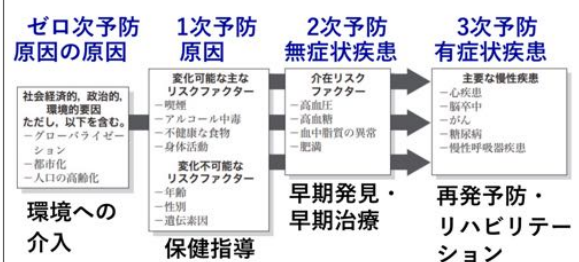 ゼロ次予防
原因の原因
社会経済的, 政治的,
環境的要因
ただし, 以下を含む。
－グローバリゼー
ション
－都市化
－人口の高齢化
環境への
介入
1次予防
原因
変化可能な主な
リスクファクター
－喫煙
－アルコール中毒
－不健康な食物
－身体活動
変化不可能な
リスクファクター
－年齢
－性別
－遺伝素因
保健指導
2次予防
無症状疾患
介在リスク
ファクター
－高血圧
－高血糖
－血中脂質の異常
－肥満
早期発見・
早期治療
3次予防
有症状疾患
主要な慢性疾患
－心疾患
－脳卒中
－がん
－糖尿病
－慢性呼吸器疾患
再発予防・
リハビリテー
ション